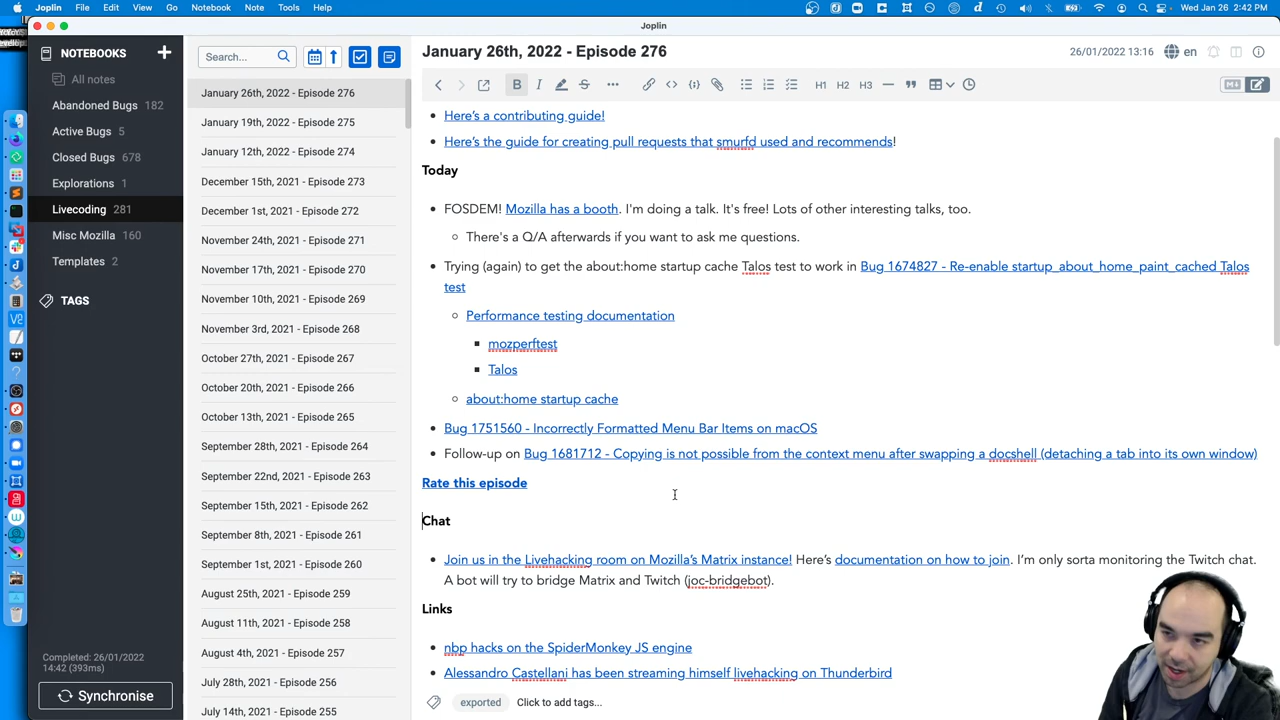 Joplin File Edit View Go Notebook Note Tools Help Wed Jan 26 2:42 PM
Joplin
NOTEBOOKS
All notes
Abandoned Bugs 182
Active Bugs 5
Closed Bugs 678
Explorations 1
Livecoding 281
Misc Mozilla 160
Templates 2
TAGS
Completed: 26/01/2022
14:42 (393ms)
Synchronise
Search...
January 26th, 2022 - Episode 276
January 19th, 2022 - Episode 275
January 12th, 2022 - Episode 274
December 15th, 2021 - Episode 273
December 1st, 2021 - Episode 272
November 24th, 2021 - Episode 271
November 17th, 2021 - Episode 270
November 10th, 2021 - Episode 269
November 3rd, 2021 - Episode 268
October 27th, 2021 - Episode 267
October 20th, 2021 - Episode 266
October 13th, 2021 - Episode 265
September 28th, 2021 - Episode 264
September 22nd, 2021 - Episode 263
September 15th, 2021 - Episode 262
September 8th, 2021 - Episode 261
September 1st, 2021 - Episode 260
August 25th, 2021 - Episode 259
August 11th, 2021 - Episode 258
August 4th, 2021 - Episode 257
July 28th, 2021 - Episode 256
July 14th, 2021 - Episode 255
January 26th, 2022 - Episode 276
26/01/2022 13:16 en
B I S H1 H2 H3
Here's a contributing guide!
Here's the guide for creating pull requests that smurfd used and recommends!
Today
FOSDEM! Mozilla has a booth. I'm doing a talk. It's free! Lots of other interesting talks, too.
There's a Q/A afterwards if you want to ask me questions.
Trying (again) to get the about:home startup cache Talos test to work in Bug 1674827 - Re-enable startup_about_home_paint_cached Talos
test
Performance testing documentation
mozperftest
Talos
about:home startup cache
Bug 1751560 - Incorrectly Formatted Menu Bar Items on macOS
Follow-up on Bug 1681712 - Copying is not possible from the context menu after swapping a docshell (detaching a tab into its own window)
Rate this episode
Chat
Join us in the Livehacking room on Mozilla's Matrix instance! Here's documentation on how to join. I'm only sorta monitoring the Twitch chat.
A bot will try to bridge Matrix and Twitch (joc-bridgebot).
Links
nbp hacks on the SpiderMonkey JS engine
Alessandro Castellani has been streaming himself livehacking on Thunderbird
exported Click to add tags...